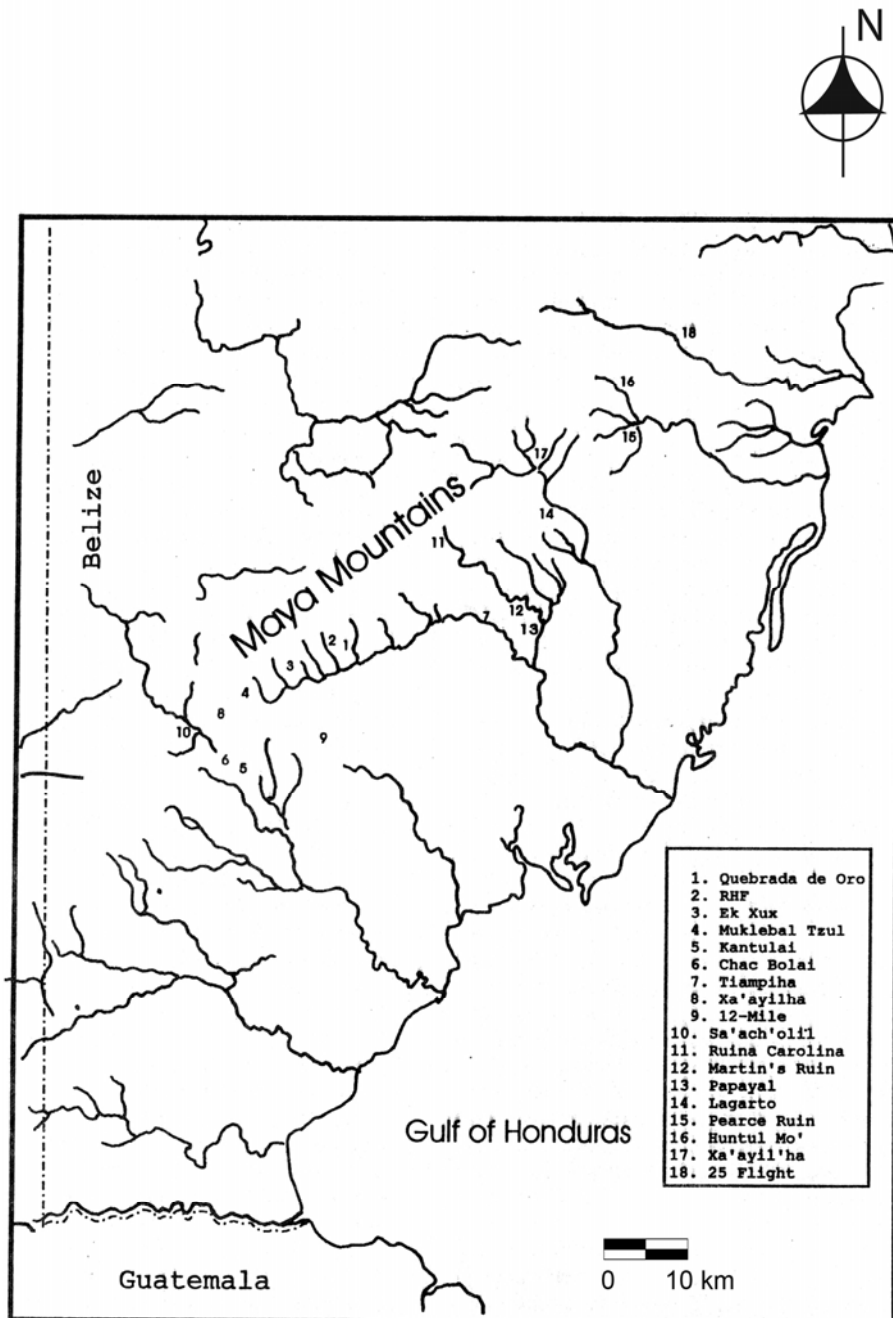 N
18
16
15
17
14
Belize
Maya Mountains
11
12
13
7
2
1
3
4
8
10
9
6
5
1. Quebrada de Oro
2. RHF
3. Ek Xux
4. Muklebal Tzul
5. Kantulai
6. Chac Bolai
7. Tiampiha
8. Xa'ayilha
9. 12-Mile
10. Sa'ach'olil
11. Ruina Carolina
12. Martin's Ruin
13. Papayal
14. Lagarto
15. Pearce Ruin
16. Huntul Mo'
17. Xa'ayil'ha
18. 25 Flight
Gulf of Honduras
Guatemala
0 10 km